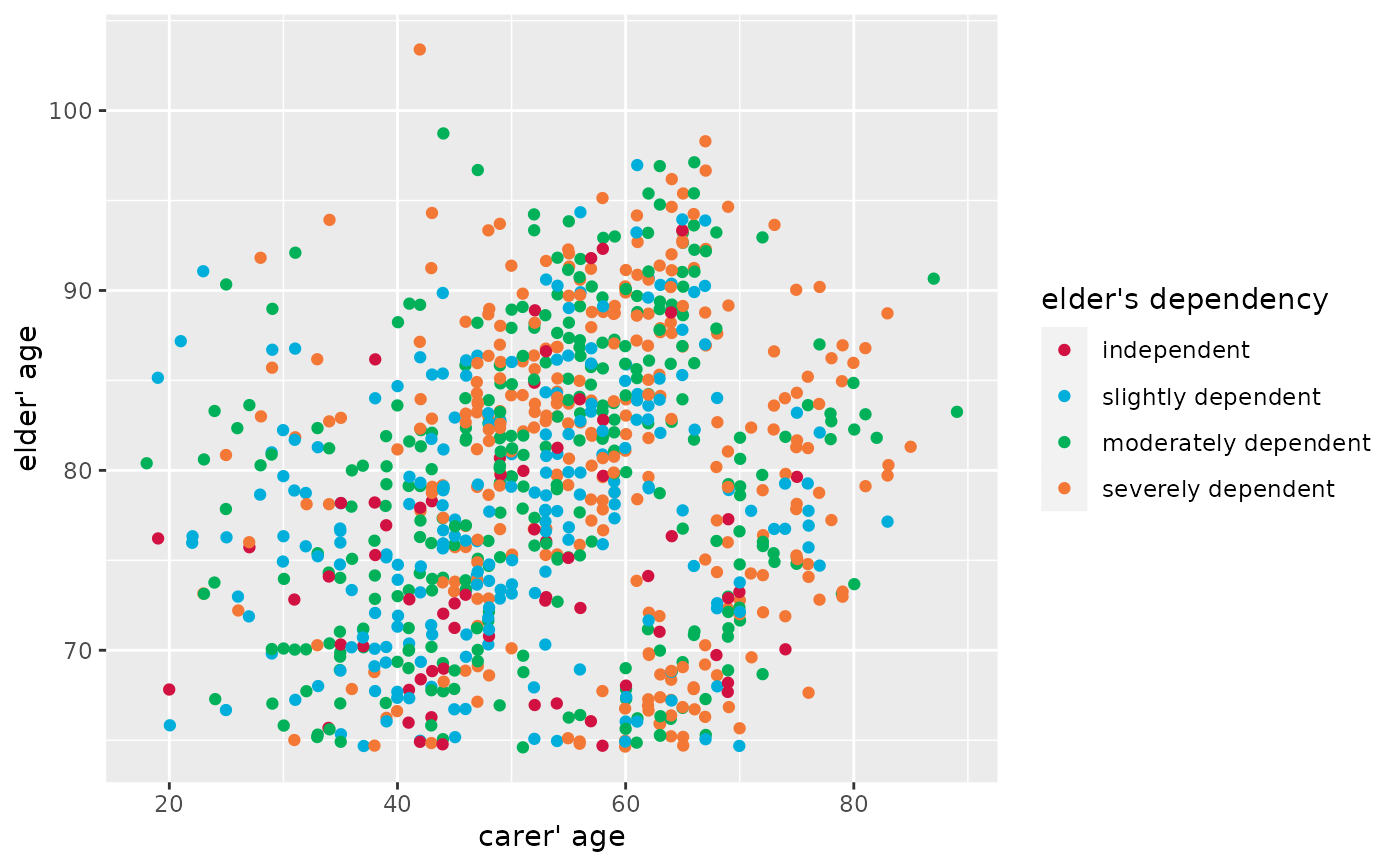 100
90
80
70
elder' age
20
40
60
80
carer' age
elder's dependency
independent
slightly dependent
moderately dependent
severely dependent